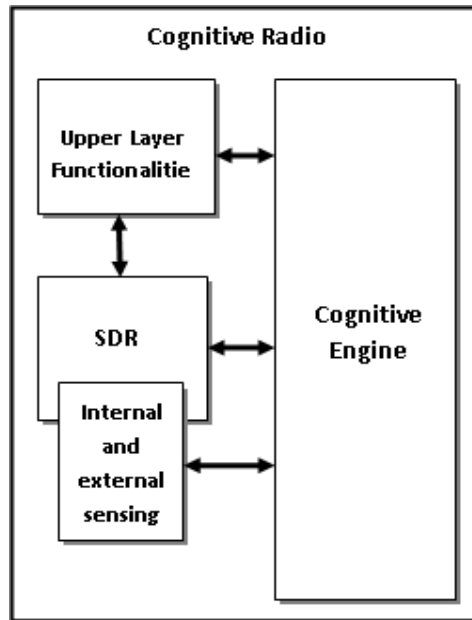 Cognitive Radio
Upper Layer
Functionalitie
SDR
Internal
and
external
sensing
Cognitive
Engine